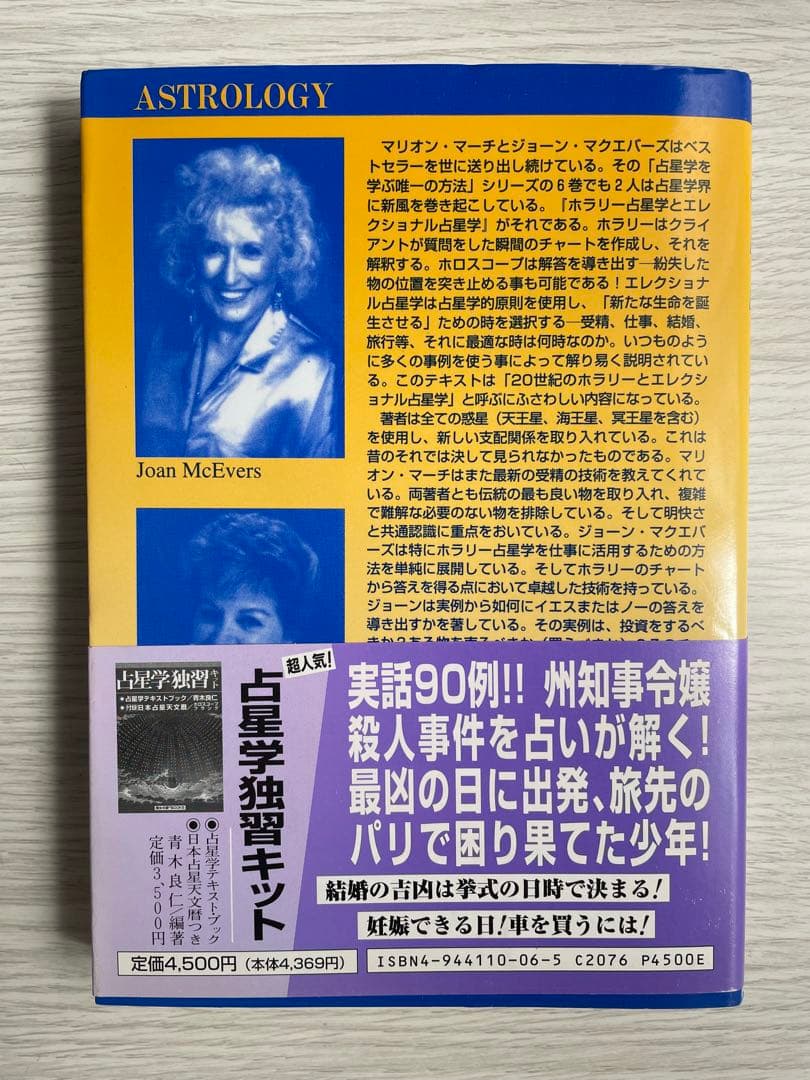 ASTROLOGY
マリオン・マーチとジョーン・マクエバーズはベス
トセラーを世に送り出し続けている。その「占星学を
学ぶ唯一の方法」シリーズの6巻でも2人は占星学界
に新風を巻き起こしている。『ホラリー占星学とエレ
クショナル占星学』がそれである。ホラリーはクライ
アントが質問をした瞬間のチャートを作成し、それを
解釈する。ホロスコープは解答を導き出す―紛失した
物の位置を突き止める事も可能である！エレクショナ
ル占星学は占星学的原則を使用し、「新たな生命を誕
生させる」ための時を選択する―受精、仕事、結婚、
旅行等、それに最適な時は何時なのか。いつものよう
に多くの事例を使う事によって解り易く説明されてい
る。このテキストは「20世紀のホラリーとエレクシ
ョナル占星学」と呼ぶにふさわしい内容になっている。
著者は全ての惑星（天王星、海王星、冥王星を含む）
を使用し、新しい支配関係を取り入れている。これは
昔のそれでは決して見られなかったものである。マリ
オン・マーチはまた最新の受精の技術を教えてくれて
いる。両著者とも伝統の最も良い物を取り入れ、複雑
で難解な必要のない物を排除している。そして明快さ
と共通認識に重点をおいている。ジョーン・マクエバ
ーズは特にホラリー占星学を仕事に活用するための方
法を単純に展開している。そしてホラリーのチャート
から答えを得る点において卓越した技術を持っている。
ジョーンは実例から如何にイエスまたはノーの答えを
導き出すかを著している。その実例は、投資をするべ
Joan McEvers
超人気！
占星学独習キット
●占星学テキストブック
●日本占星天文暦つき
青木良仁／編著
定価3,500円
占星学独習キット
●占星学テキストブック／青木良仁
●付録日本占星天文暦／ホロスコープ
実話90例!! 州知事令嬢
殺人事件を占いが解く！
最凶の日に出発、旅先の
パリで困り果てた少年！
結婚の吉凶は挙式の日時で決まる！
妊娠できる日！車を買うには！
定価4,500円（本体4,369円）
ISBN4-944110-06-5 C2076 P4500E